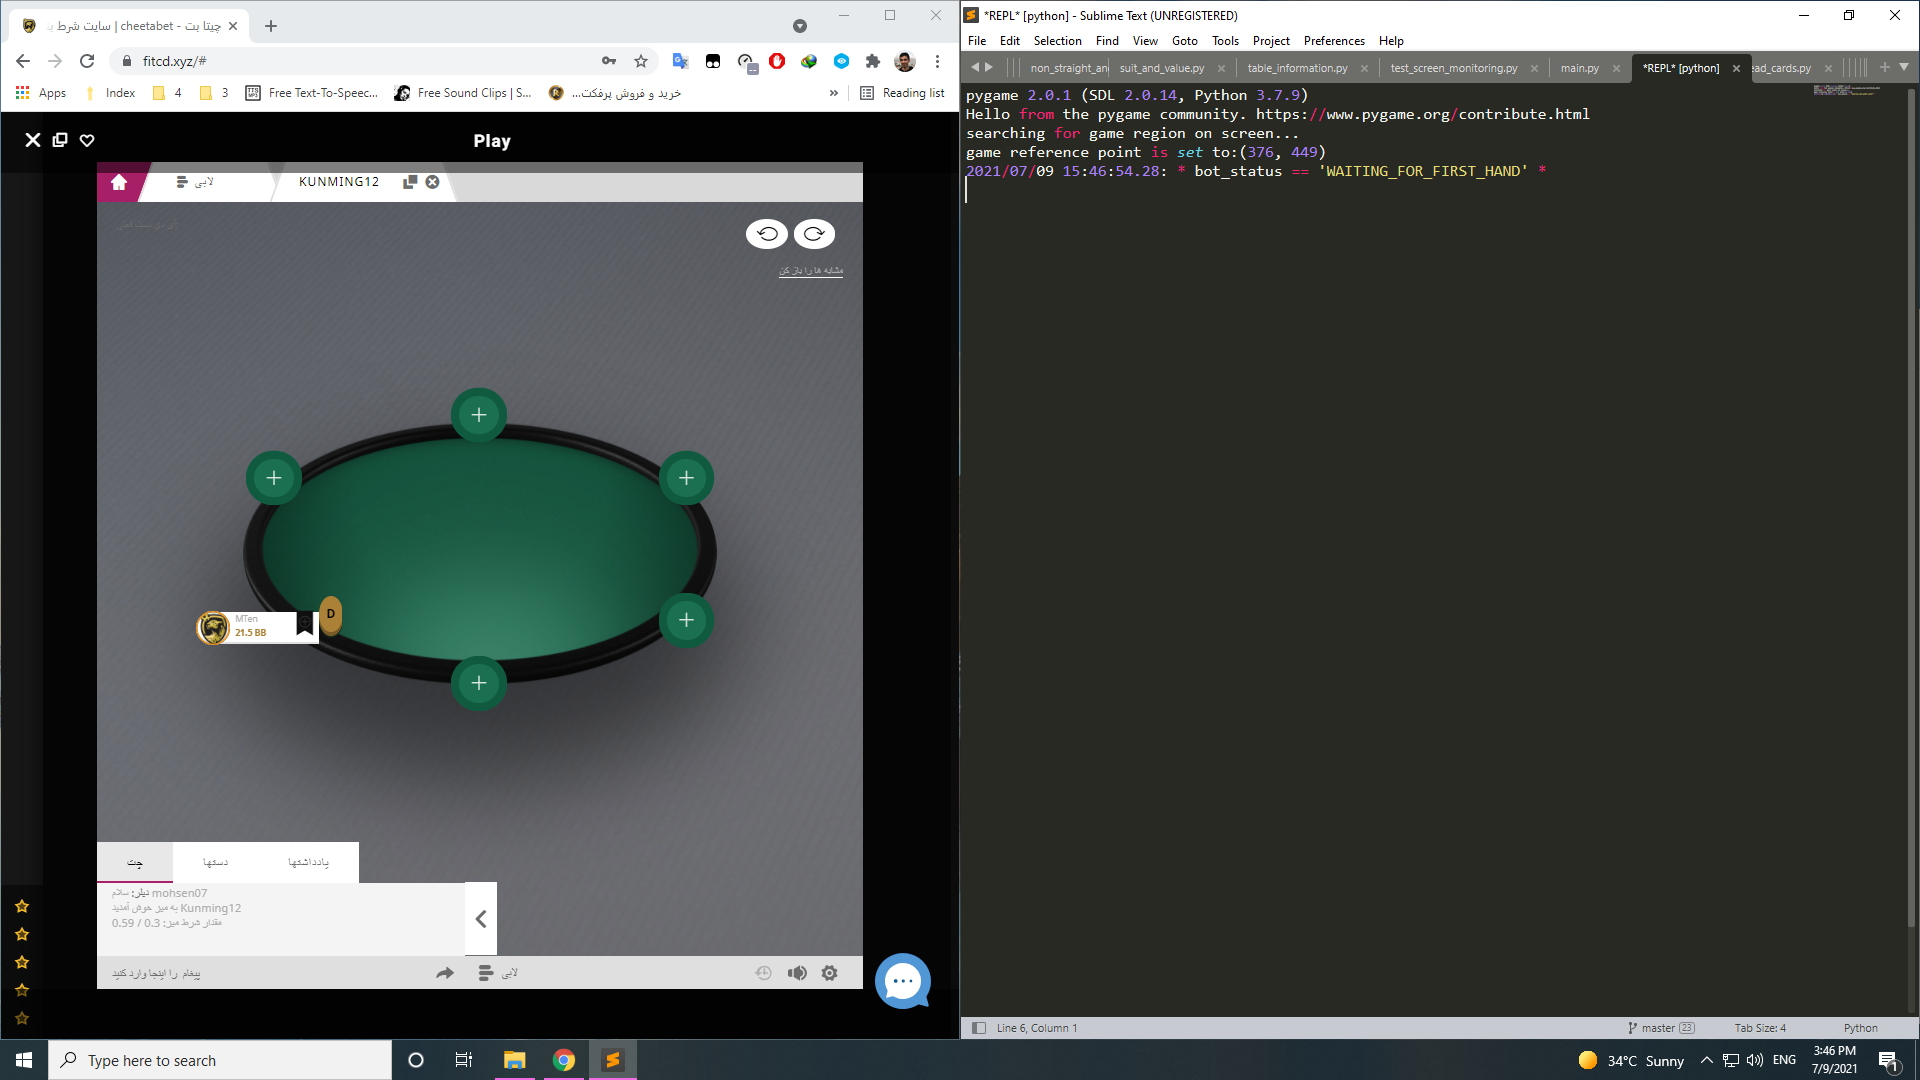 چیتا بت - cheetabet | سایت شرط ب
fitcd.xyz/#
Apps
Index
4
3
Free Text-To-Speec...
Free Sound Clips | S...
خرید و فروش پرفکت...
»
Reading list
Play
لابی
KUNMING12
مشابه ها را باز کن
D
MTen
21.5 BB
چت
دستها
یادداشتها
mohsen07 دیلر: سلام
Kunming12 به میز خوش آمدید
مقدار شرط میز: 0.3 / 0.59
پیغام را اینجا وارد کنید
لابی
*REPL* [python] - Sublime Text (UNREGISTERED)
File Edit Selection Find View Goto Tools Project Preferences Help
non_straight_an
suit_and_value.py
table_information.py
test_screen_monitoring.py
main.py
*REPL* [python]
ead_cards.py
pygame 2.0.1 (SDL 2.0.14, Python 3.7.9)
Hello from the pygame community. https://www.pygame.org/contribute.html
searching for game region on screen...
game reference point is set to:(376, 449)
2021/07/09 15:46:54.28: * bot_status == 'WAITING_FOR_FIRST_HAND' *
Line 6, Column 1
master 23
Tab Size: 4
Python
Type here to search
34°C Sunny
ENG
3:46 PM
7/9/2021
1